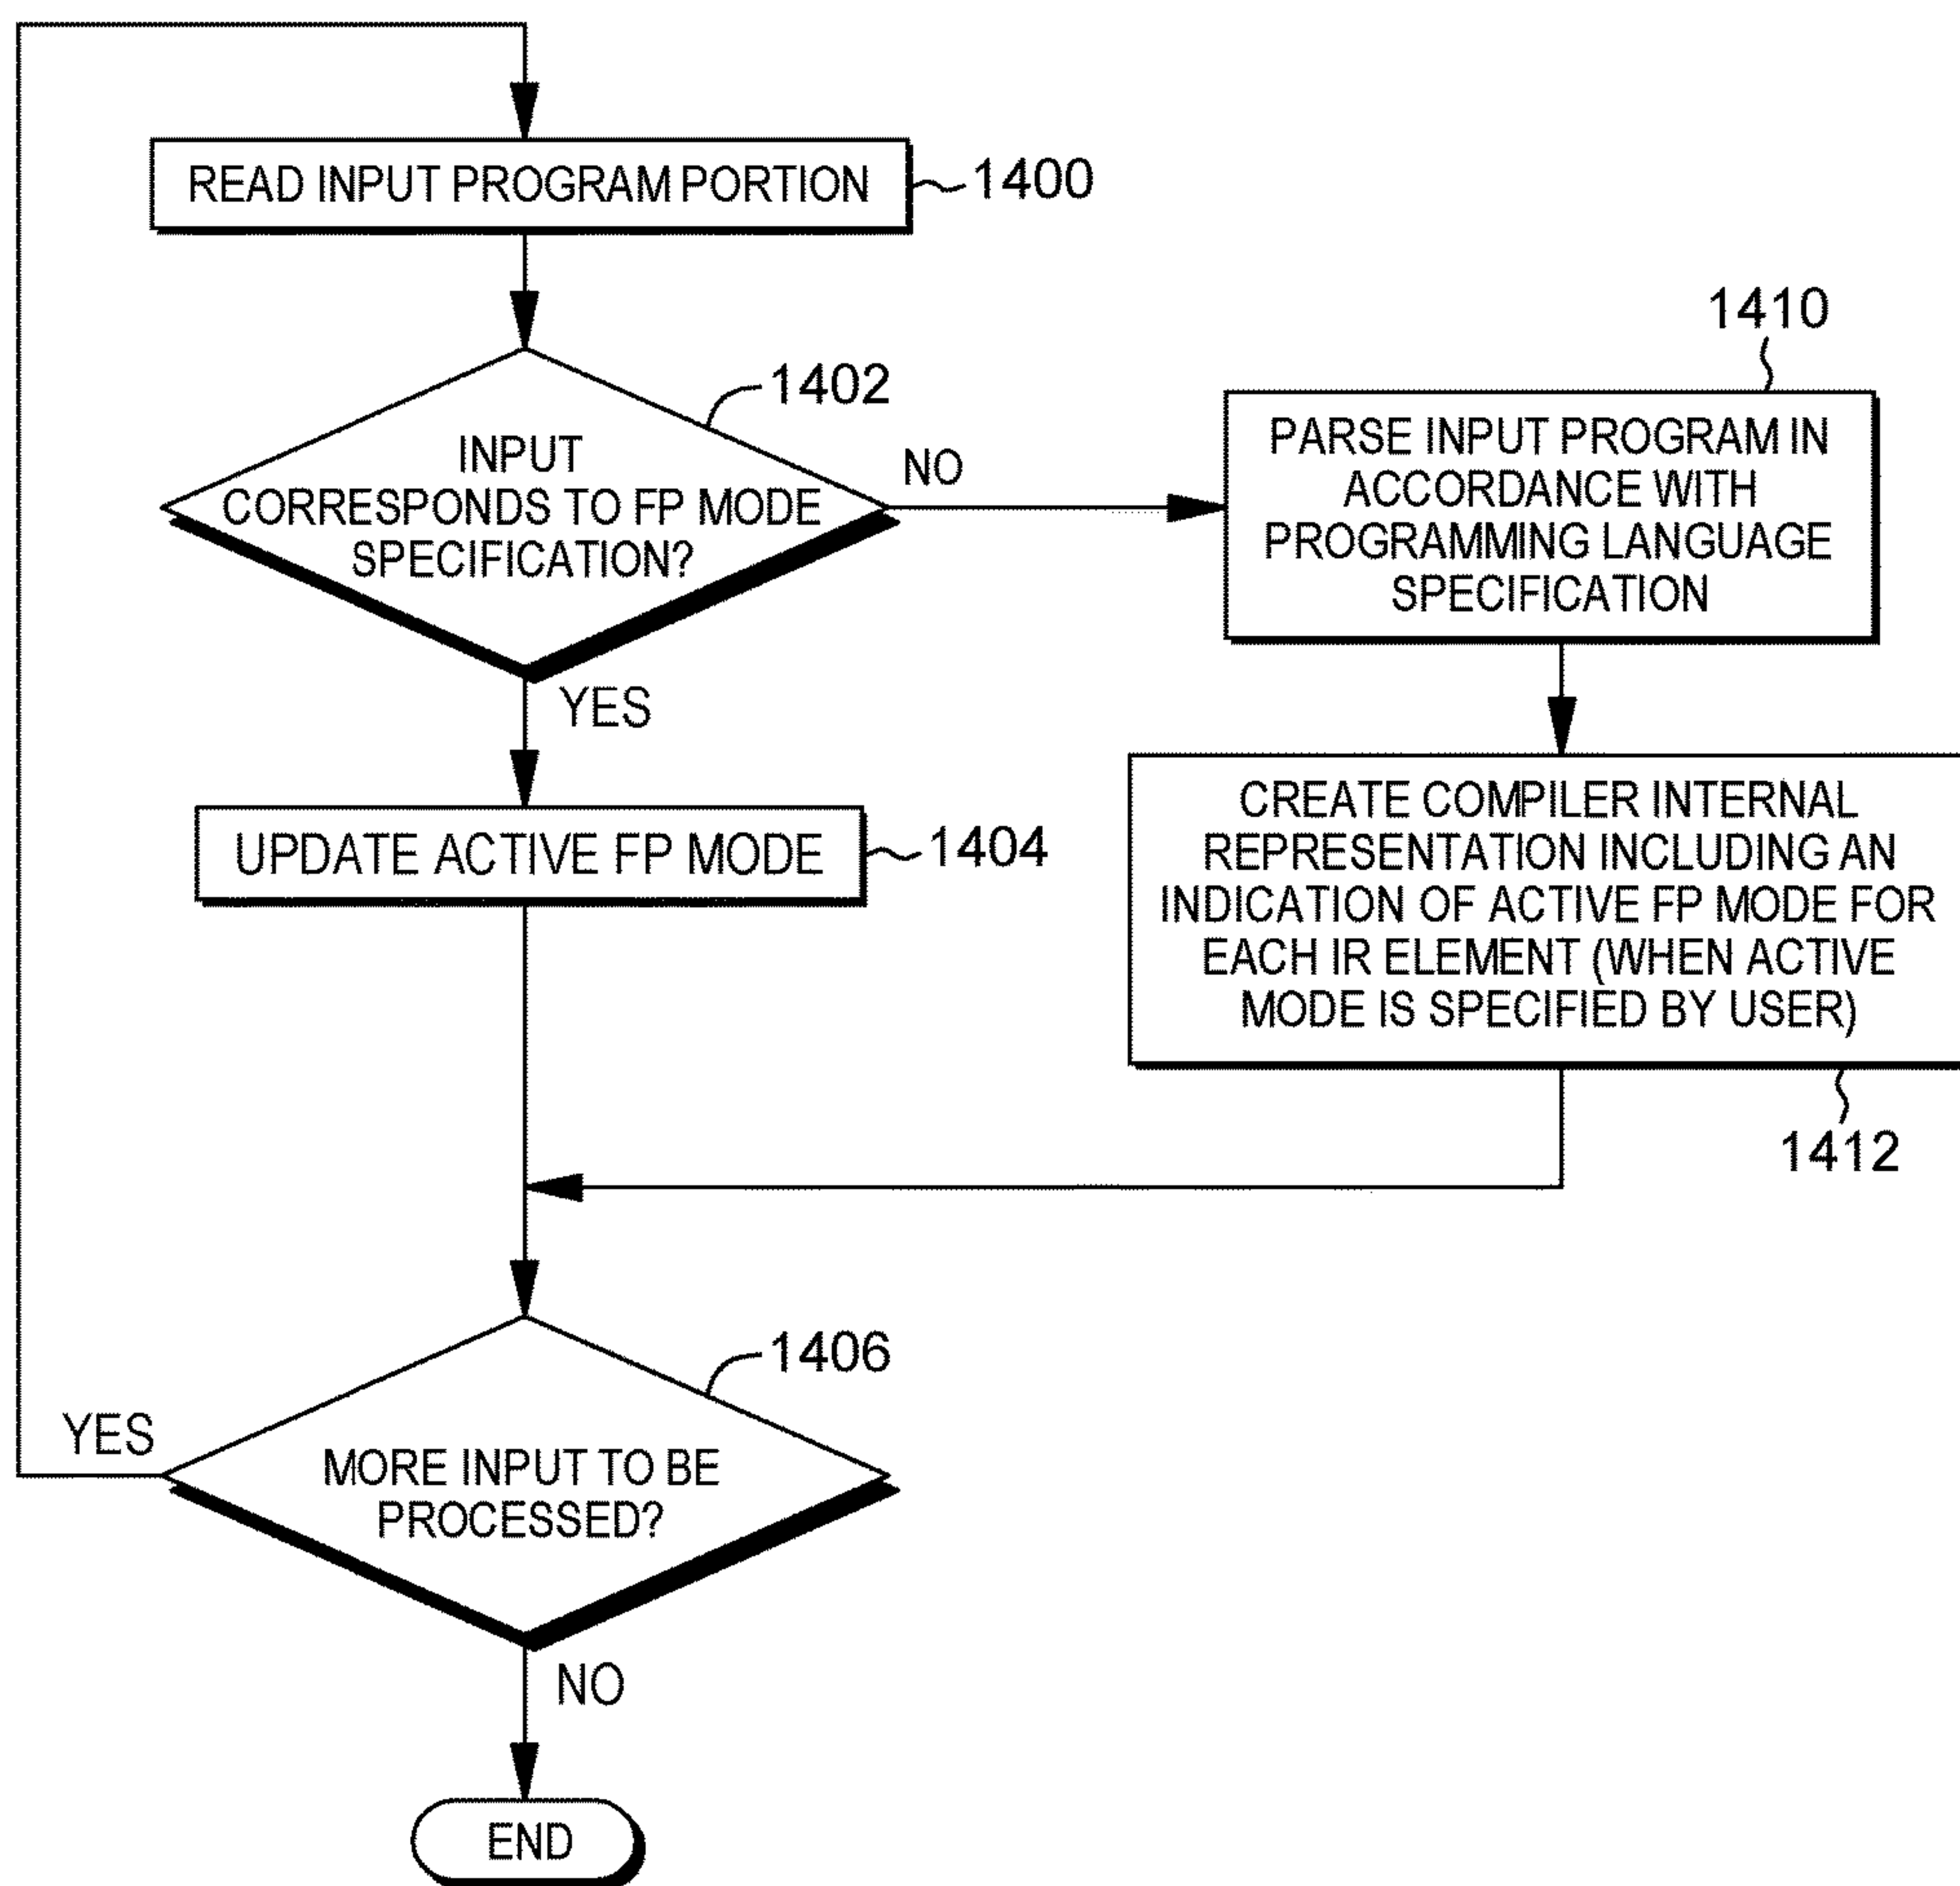 READ INPUT PROGRAM PORTION
1400
1402
INPUT
CORRESPONDS TO FP MODE
SPECIFICATION?
NO
YES
1410
PARSE INPUT PROGRAM IN
ACCORDANCE WITH
PROGRAMMING LANGUAGE
SPECIFICATION
UPDATE ACTIVE FP MODE
1404
CREATE COMPILER INTERNAL
REPRESENTATION INCLUDING AN
INDICATION OF ACTIVE FP MODE FOR
EACH IR ELEMENT (WHEN ACTIVE
MODE IS SPECIFIED BY USER)
1412
1406
MORE INPUT TO BE
PROCESSED?
YES
NO
END